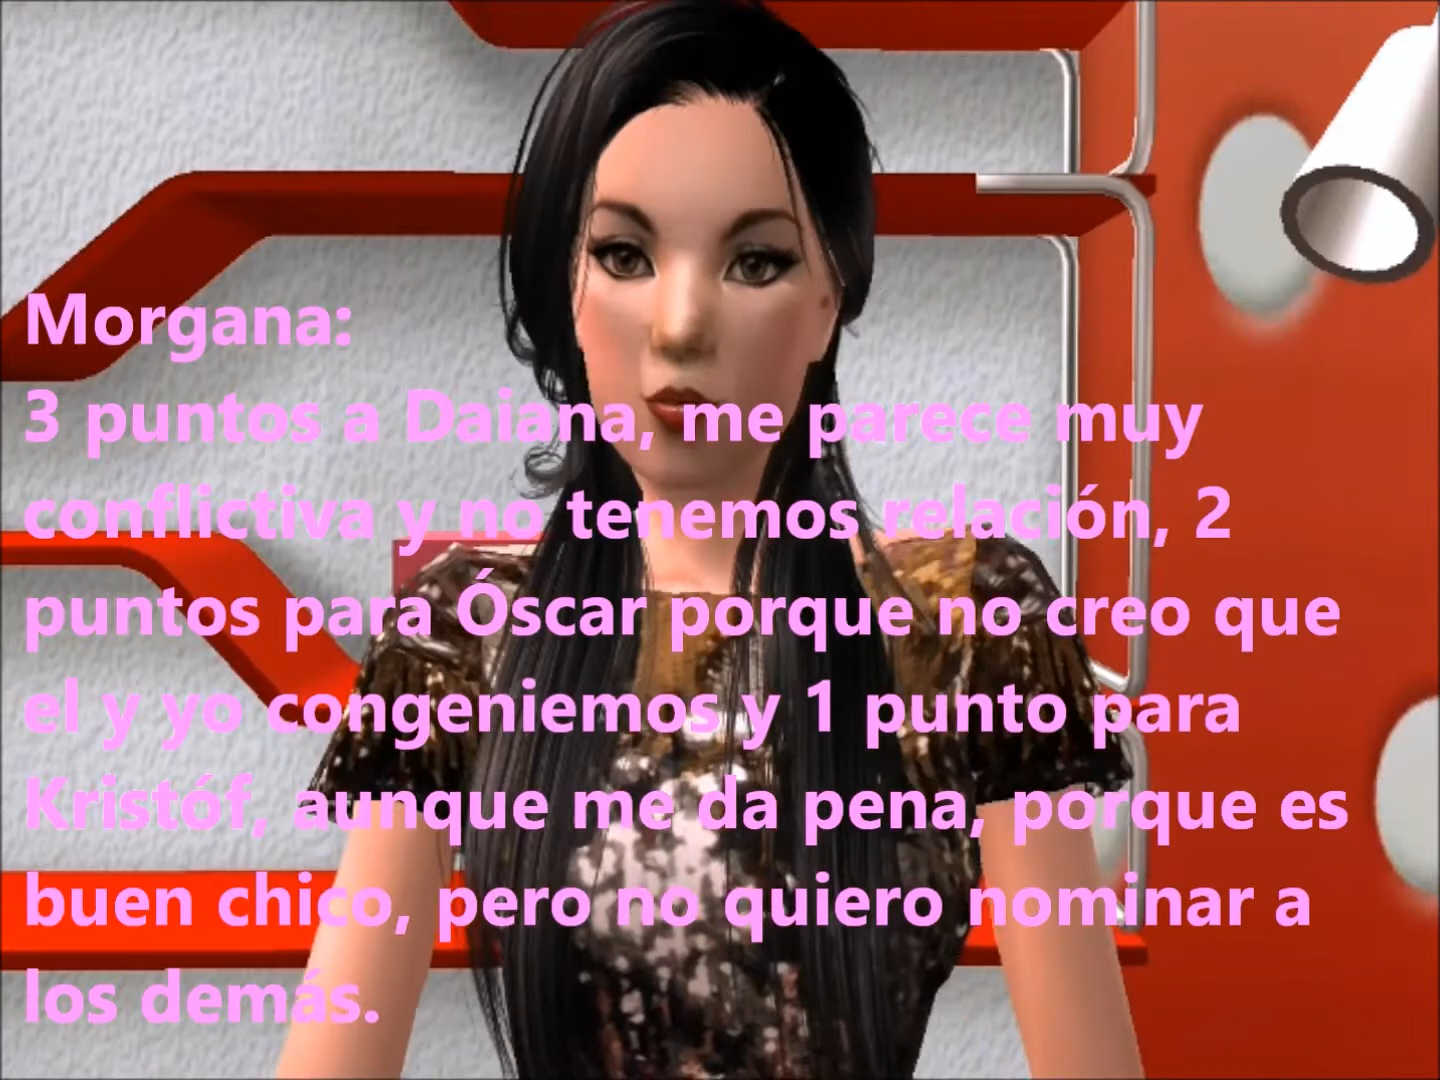 Morgana:
3 puntos a Daiana, me parece muy
conflictiva y no tenemos relación, 2
puntos para Óscar porque no creo que
el y yo congeniemos y 1 punto para
Kristóf, aunque me da pena, porque es
buen chico, pero no quiero nominar a
los demás.